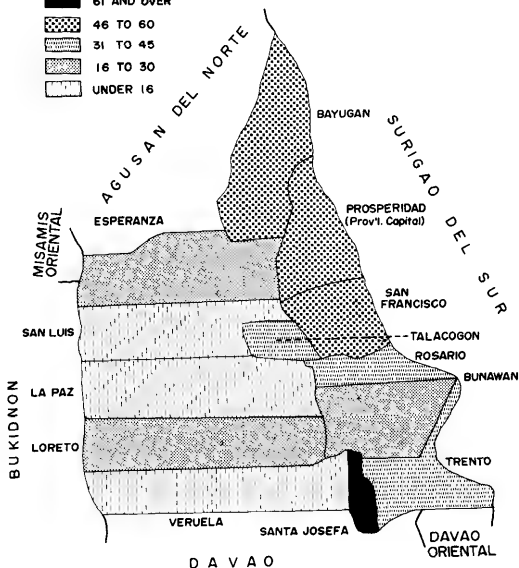 61 AND OVER
46 TO 60
31 TO 45
16 TO 30
UNDER 16
AGUSAN DEL NORTE
BAYUGAN
SURIGAO DEL SUR
PROSPERIDAD
(Prov'l. Capital)
MISAMIS
ORIENTAL
ESPERANZA
SAN
FRANCISCO
SAN LUIS
TALACOGON
ROSARIO
BUNAWAN
LA PAZ
BUKIDNON
LORETO
TRENTO
VERUELA
SANTA JOSEFA
DAVAO
ORIENTAL
DAVAO